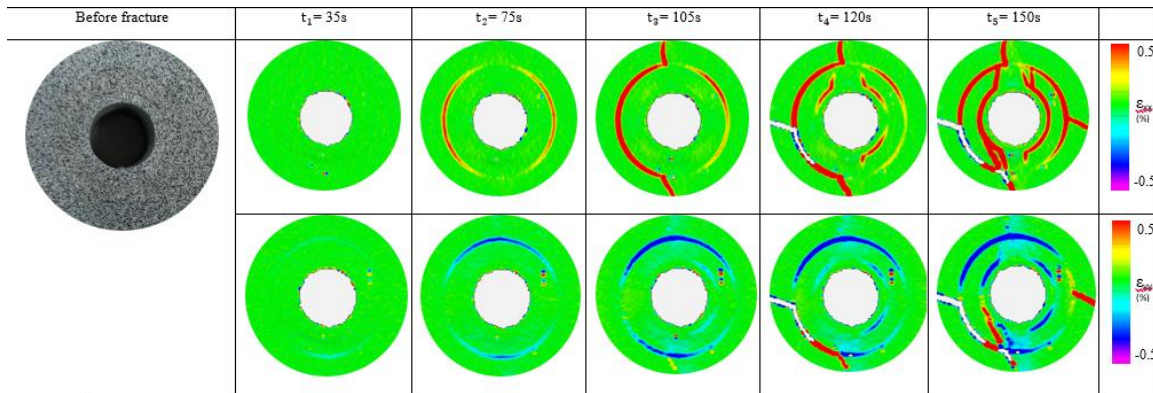 Before fracture
t₁= 35s
t₂= 75s
t₃= 105s
t₄= 120s
t₅= 150s
0.5
(%)
-0.5
0.5
(%)
-0.5